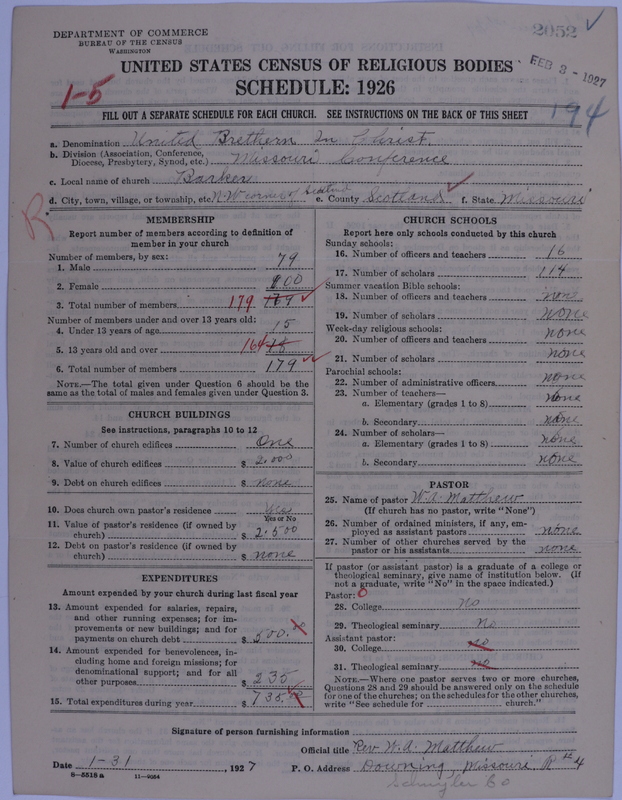 2052 ✓
DEPARTMENT OF COMMERCE
BUREAU OF THE CENSUS
WASHINGTON
FEB 3 - 1927
UNITED STATES CENSUS OF RELIGIOUS BODIES
1-5
SCHEDULE: 1926
194
FILL OUT A SEPARATE SCHEDULE FOR EACH CHURCH. SEE INSTRUCTIONS ON THE BACK OF THIS SHEET
a. Denomination United Brethern In Christ.
b. Division (Association, Conference, Diocese, Presbytery, Synod, etc.) Missouri Conference
c. Local name of church Barker
d. City, town, village, or township, etc. N.W corner of Scotland e. County Scotland ✓ f. State Missouri
R
MEMBERSHIP
Report number of members according to definition of
member in your church
Number of members, by sex:
1. Male 79
2. Female 100
3. Total number of members. 179 179 ✓
Number of members under and over 13 years old:
4. Under 13 years of age 15
5. 13 years old and over 164
6. Total number of members 179 ✓✓
NOTE.—The total given under Question 6 should be the
same as the total of males and females given under Question 3.
CHURCH BUILDINGS
See instructions, paragraphs 10 to 12
7. Number of church edifices One
8. Value of church edifices $ 2.000
9. Debt on church edifices $ none
10. Does church own pastor's residence Yes
Yes or No
11. Value of pastor's residence (if owned by
church) $ 2.500
12. Debt on pastor's residence (if owned by
church) $ none
EXPENDITURES
Amount expended by your church during last fiscal year
13. Amount expended for salaries, repairs,
and other running expenses; for im-
provements or new buildings; and for
payments on church debt $ 500.
14. Amount expended for benevolences, in-
cluding home and foreign missions; for
denominational support; and for all
other purposes $ 235
15. Total expenditures during year $ 735.
CHURCH SCHOOLS
Report here only schools conducted by this church
Sunday schools:
16. Number of officers and teachers 16
17. Number of scholars 114
Summer vacation Bible schools:
18. Number of officers and teachers none
19. Number of scholars none
Week-day religious schools:
20. Number of officers and teachers none
21. Number of scholars none
Parochial schools:
22. Number of administrative officers none
23. Number of teachers—
a. Elementary (grades 1 to 8) none
b. Secondary none
24. Number of scholars—
a. Elementary (grades 1 to 8) none
b. Secondary none
PASTOR
25. Name of pastor W.A. Matthew
(If church has no pastor, write "None")
26. Number of ordained ministers, if any, em-
ployed as assistant pastors none
27. Number of other churches served by the
pastor or his assistants none
If pastor (or assistant pastor) is a graduate of a college or
theological seminary, give name of institution below. (If
not a graduate, write "No" in the space indicated.)
Pastor: 0
28. College no
29. Theological seminary No
Assistant pastor:
30. College no
31. Theological seminary no
NOTE.—Where one pastor serves two or more churches,
Questions 28 and 29 should be answered only on the schedule
for one of the churches; on the schedules for the other churches,
write "See schedule for church."
Signature of person furnishing information
Official title Rev W.A. Matthew
Date 1-31, 1927 P. O. Address Downing Missouri R # 4
8-5518 a 11-9064 Schuyler Co